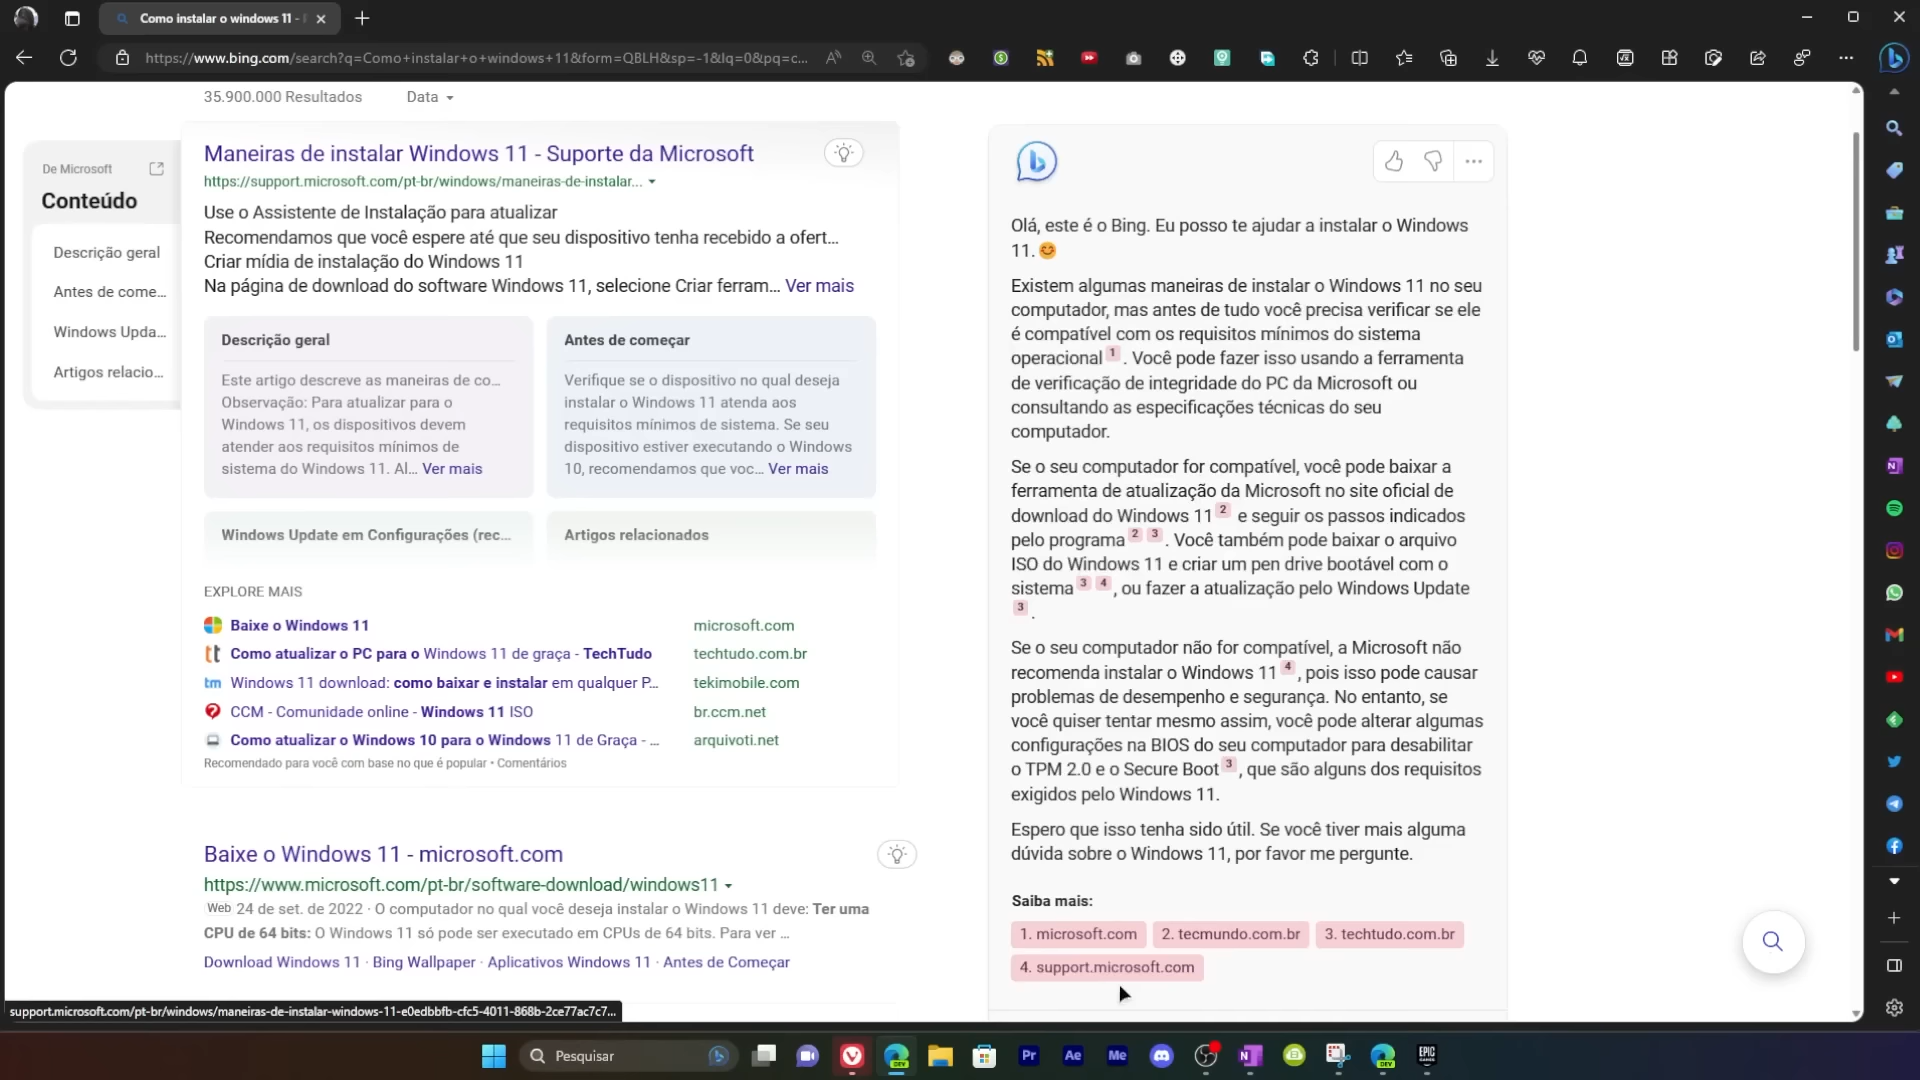 Como instalar o windows 11 -
https://www.bing.com/search?q=Como+instalar+o+windows+11&form=QBLH&sp=-1&lq=0&pq=c...
35.900.000 Resultados
Data
De Microsoft
Conteúdo
Descrição geral
Antes de come...
Windows Upda...
Artigos relacio...
Maneiras de instalar Windows 11 - Suporte da Microsoft
https://support.microsoft.com/pt-br/windows/maneiras-de-instalar...
Use o Assistente de Instalação para atualizar
Recomendamos que você espere até que seu dispositivo tenha recebido a ofert...
Criar mídia de instalação do Windows 11
Na página de download do software Windows 11, selecione Criar ferram... Ver mais
Descrição geral
Este artigo descreve as maneiras de co...
Observação: Para atualizar para o
Windows 11, os dispositivos devem
atender aos requisitos mínimos de
sistema do Windows 11. Al... Ver mais
Antes de começar
Verifique se o dispositivo no qual deseja
instalar o Windows 11 atenda aos
requisitos mínimos de sistema. Se seu
dispositivo estiver executando o Windows
10, recomendamos que voc... Ver mais
Windows Update em Configurações (rec...
Artigos relacionados
EXPLORE MAIS
Baixe o Windows 11 microsoft.com
Como atualizar o PC para o Windows 11 de graça - TechTudo techtudo.com.br
Windows 11 download: como baixar e instalar em qualquer P... tekimobile.com
CCM - Comunidade online - Windows 11 ISO br.ccm.net
Como atualizar o Windows 10 para o Windows 11 de Graça - ... arquivoti.net
Recomendado para você com base no que é popular • Comentários
Baixe o Windows 11 - microsoft.com
https://www.microsoft.com/pt-br/software-download/windows11
Web 24 de set. de 2022 · O computador no qual você deseja instalar o Windows 11 deve: Ter uma
CPU de 64 bits: O Windows 11 só pode ser executado em CPUs de 64 bits. Para ver ...
Download Windows 11 · Bing Wallpaper · Aplicativos Windows 11 · Antes de Começar
support.microsoft.com/pt-br/windows/maneiras-de-instalar-windows-11-e0edbbfb-cfc5-4011-868b-2ce77ac7c7...
Olá, este é o Bing. Eu posso te ajudar a instalar o Windows
11. 😊
Existem algumas maneiras de instalar o Windows 11 no seu
computador, mas antes de tudo você precisa verificar se ele
é compatível com os requisitos mínimos do sistema
operacional 1 . Você pode fazer isso usando a ferramenta
de verificação de integridade do PC da Microsoft ou
consultando as especificações técnicas do seu
computador.
Se o seu computador for compatível, você pode baixar a
ferramenta de atualização da Microsoft no site oficial de
download do Windows 11 2 e seguir os passos indicados
pelo programa 2 3 . Você também pode baixar o arquivo
ISO do Windows 11 e criar um pen drive bootável com o
sistema 3 4 , ou fazer a atualização pelo Windows Update
3 .
Se o seu computador não for compatível, a Microsoft não
recomenda instalar o Windows 11 4 , pois isso pode causar
problemas de desempenho e segurança. No entanto, se
você quiser tentar mesmo assim, você pode alterar algumas
configurações na BIOS do seu computador para desabilitar
o TPM 2.0 e o Secure Boot 3 , que são alguns dos requisitos
exigidos pelo Windows 11.
Espero que isso tenha sido útil. Se você tiver mais alguma
dúvida sobre o Windows 11, por favor me pergunte.
Saiba mais:
1. microsoft.com 2. tecmundo.com.br 3. techtudo.com.br
4. support.microsoft.com
Pesquisar
DEV
Pr
Ae
Me
DEV
EPIC